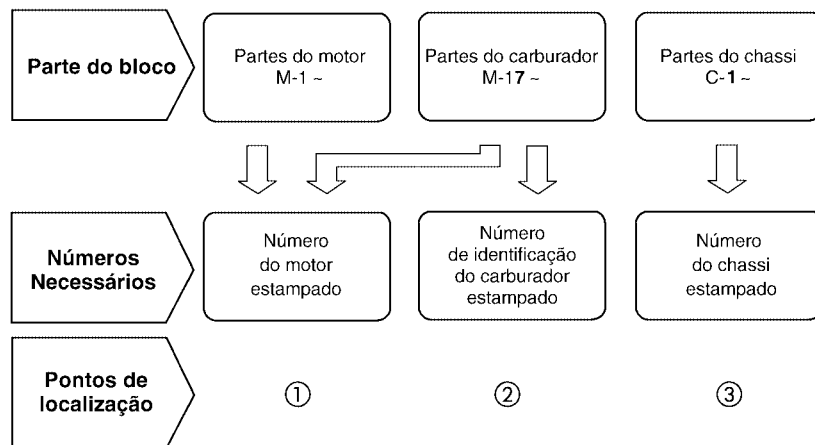 Parte do bloco
Partes do motor
M-1 ~
Partes do carburador
M-17 ~
Partes do chassi
C-1 ~
Números
Necessários
Número
do motor
estampado
Número
de identificação
do carburador
estampado
Número
do chassi
estampado
Pontos de
localização
①
②
③